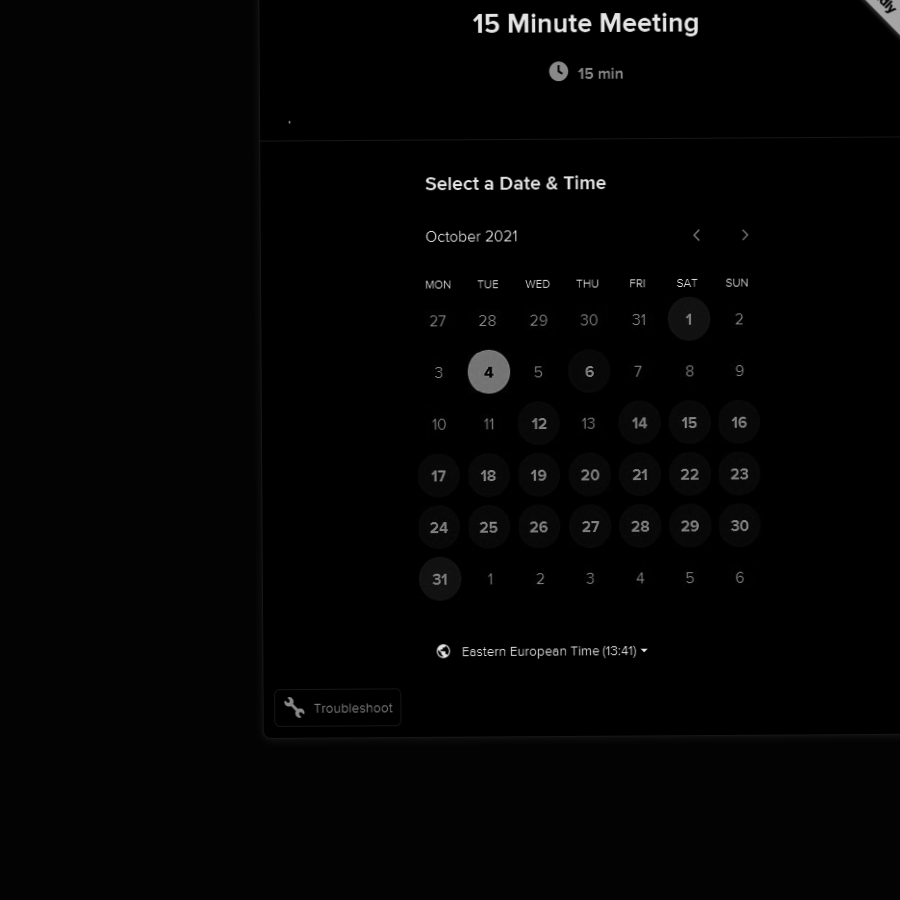 15 Minute Meeting
15 min
Select a Date & Time
October 2021
MON TUE WED THU FRI SAT SUN
27 28 29 30 31 1 2
3 4 5 6 7 8 9
10 11 12 13 14 15 16
17 18 19 20 21 22 23
24 25 26 27 28 29 30
31 1 2 3 4 5 6
Eastern European Time (13:41)
Troubleshoot